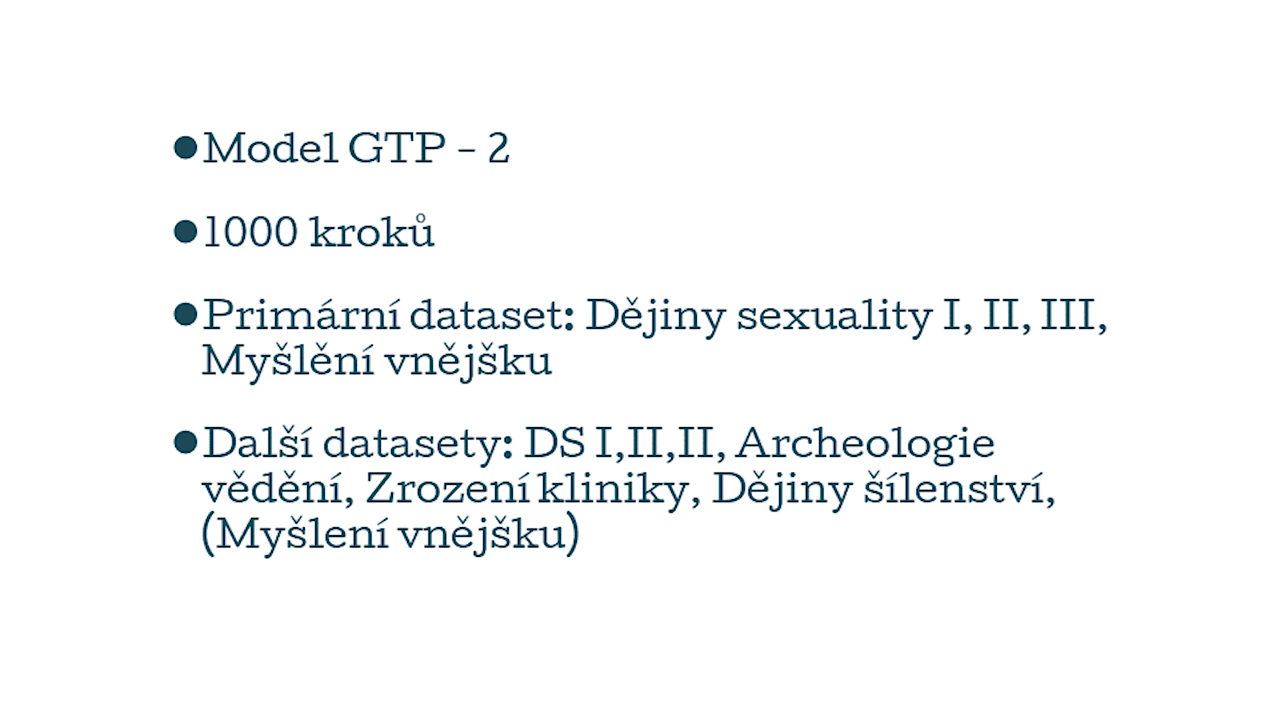 ●Model GTP – 2
●1000 kroků
●Primární dataset: Dějiny sexuality I, II, III,
Myšlění vnějšku
●Další datasety: DS I,II,II, Archeologie
vědění, Zrození kliniky, Dějiny šílenství,
(Myšlení vnějšku)